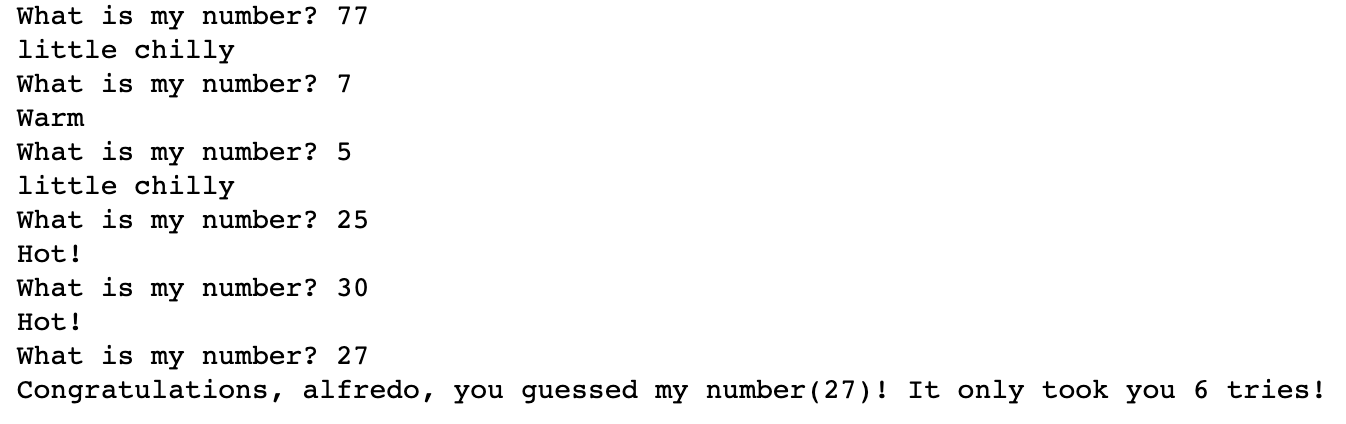 What is my number? 77
little chilly
What is my number? 7
Warm
What is my number? 5
little chilly
What is my number? 25
Hot!
What is my number? 30
Hot!
What is my number? 27
Congratulations, alfredo, you guessed my number(27)! It only took you 6 tries!